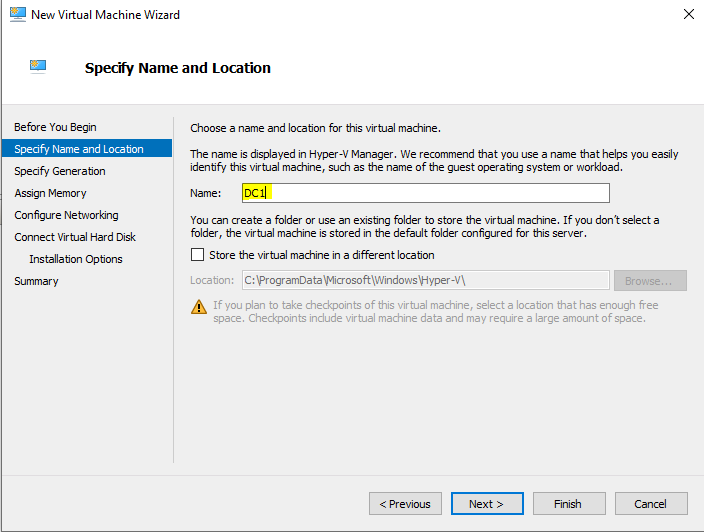 New Virtual Machine Wizard
Specify Name and Location
Before You Begin
Specify Name and Location
Specify Generation
Assign Memory
Configure Networking
Connect Virtual Hard Disk
Installation Options
Summary
Choose a name and location for this virtual machine.
The name is displayed in Hyper-V Manager. We recommend that you use a name that helps you easily
identify this virtual machine, such as the name of the guest operating system or workload.
Name: DC1
You can create a folder or use an existing folder to store the virtual machine. If you don't select a
folder, the virtual machine is stored in the default folder configured for this server.
Store the virtual machine in a different location
Location: C:\ProgramData\Microsoft\Windows\Hyper-V\ Browse...
If you plan to take checkpoints of this virtual machine, select a location that has enough free
space. Checkpoints include virtual machine data and may require a large amount of space.
< Previous Next > Finish Cancel